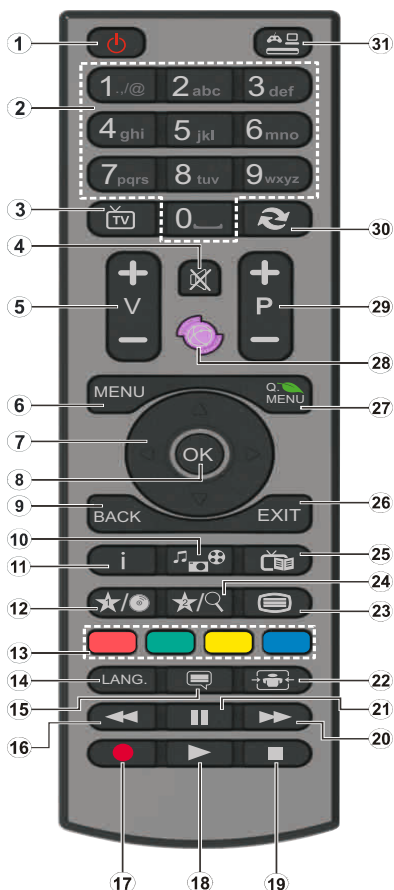 1 31
1.,/@ 2abc 3def
2
4ghi 5jkl 6mno
7pqrs 8tuv 9wxyz
3 TV 0 30
4
+ +
5 V P 29
− −
28
MENU Q.MENU
6 27
7
8 OK
9 26
BACK EXIT
10 25
11 i
24
12 1/ 2/ 23
13
14 LANG. 22
15
21
16 20
17 18 19